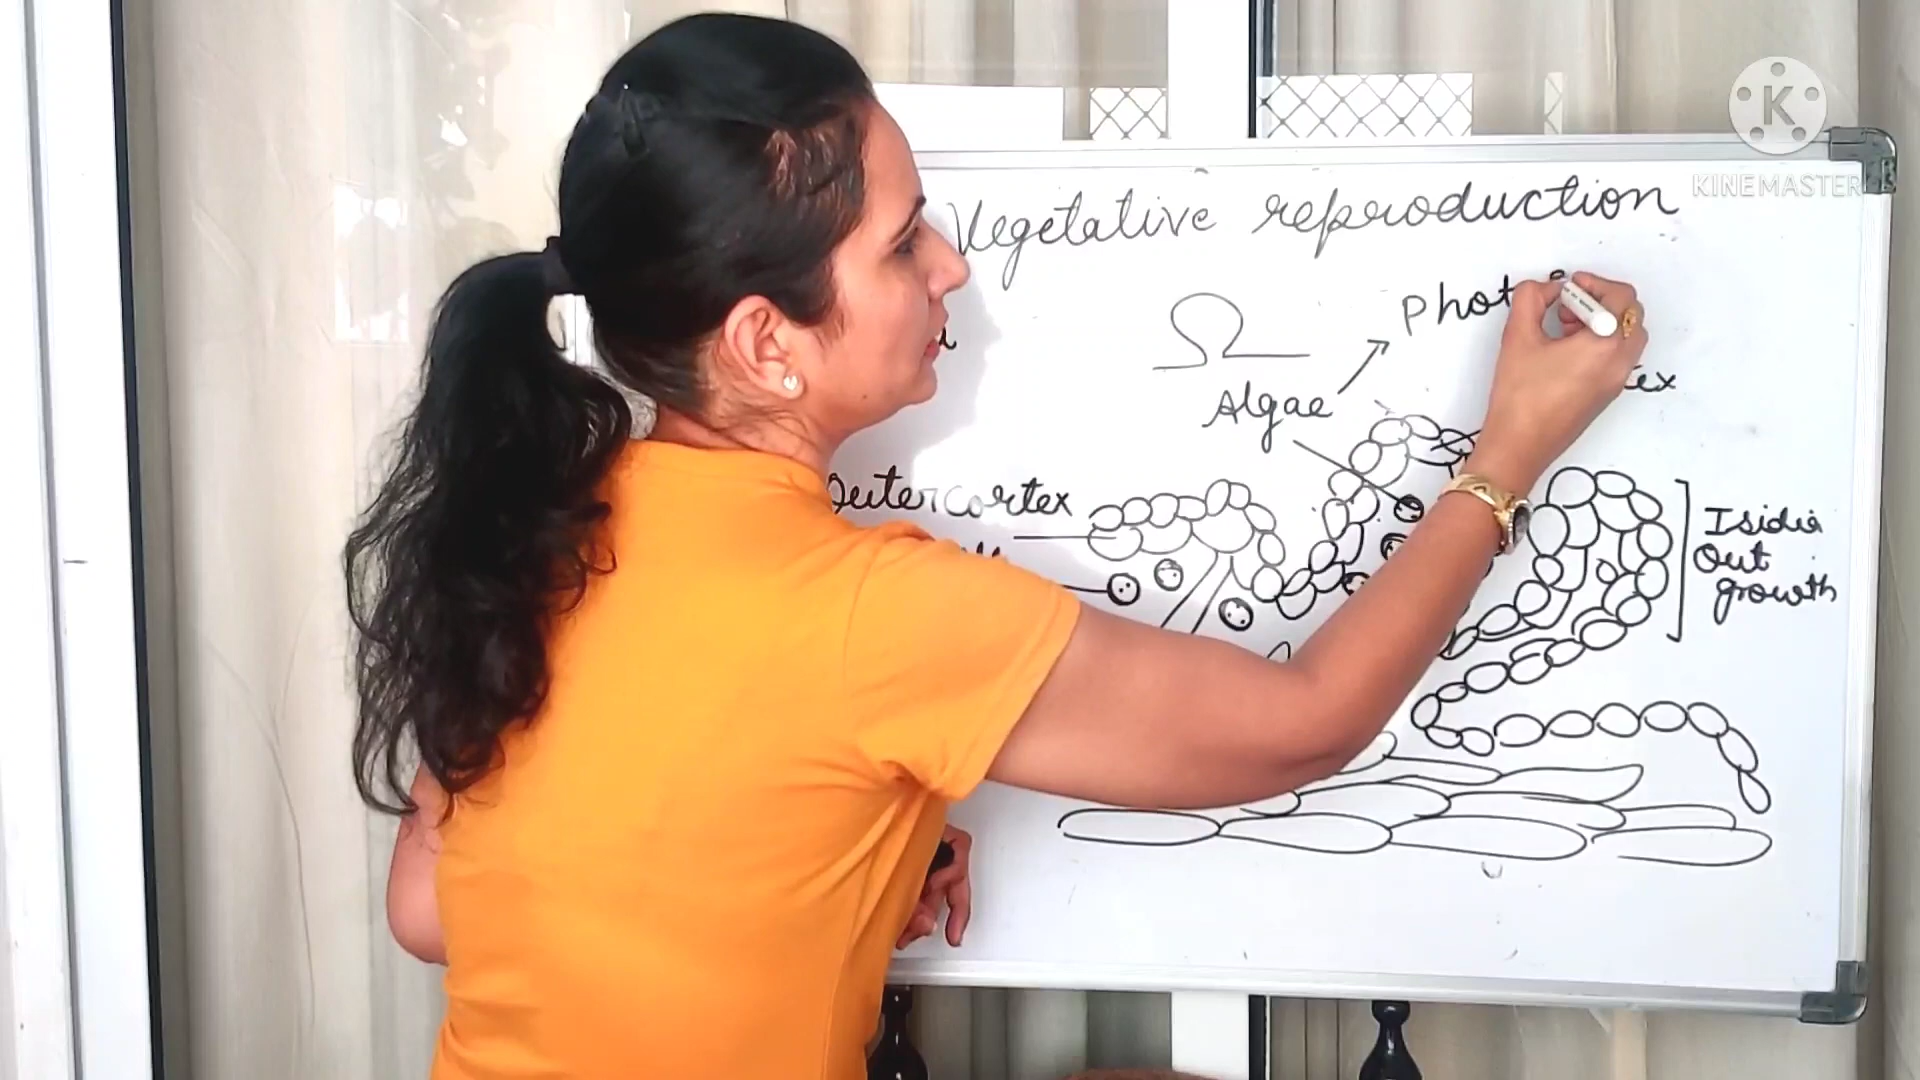 Vegetative reproduction
KINEMASTER
Phot
Algae
Outer cortex
Isidia
out
growth